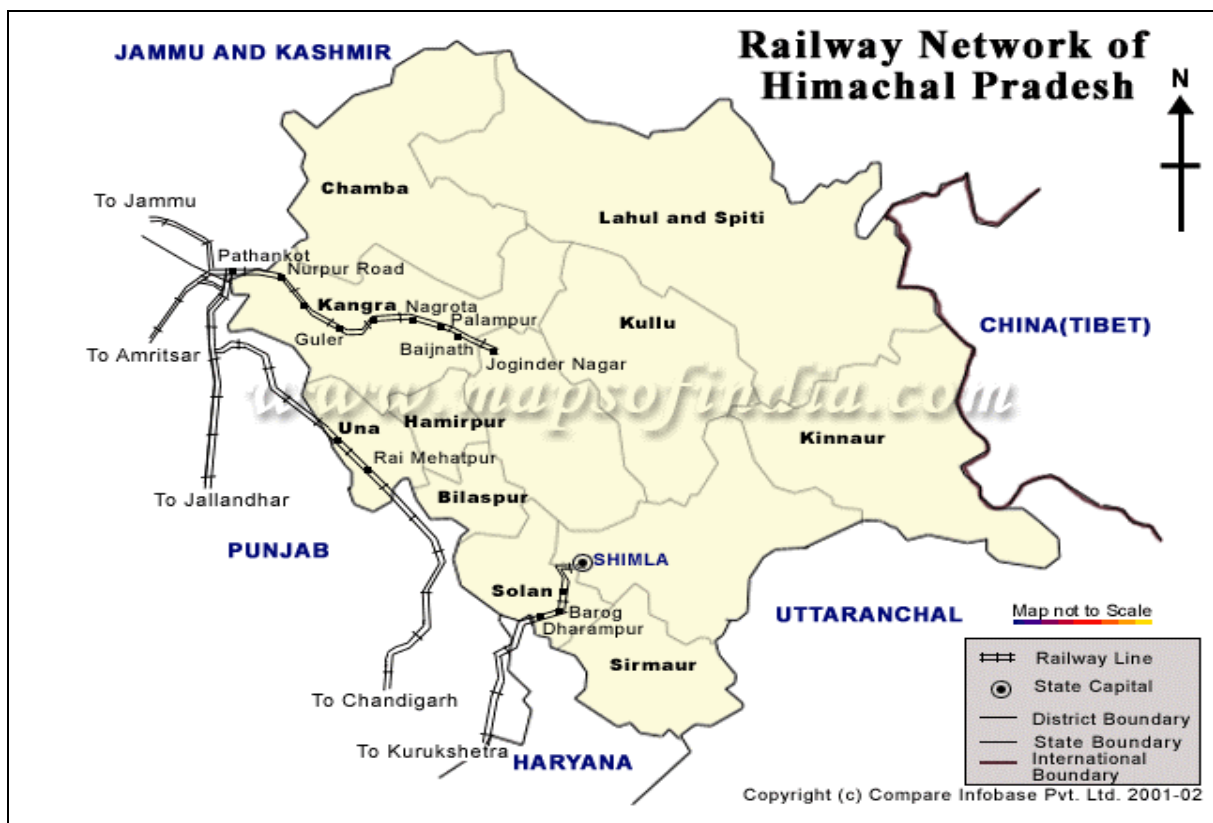 Railway Network of
Himachal Pradesh
JAMMU AND KASHMIR
N
Chamba
To Jammu
Lahul and Spiti
Pathankot
Nurpur Road
Kangra
Nagrota
Palampur
Kullu
CHINA(TIBET)
Guler
To Amritsar
Baijnath
Joginder Nagar
www.mapsofindia.com
Una
Hamirpur
Kinnaur
Rai Mehatpur
To Jallandhar
Bilaspur
PUNJAB
SHIMLA
Solan
Barog
Dharampur
UTTARANCHAL
Map not to Scale
Sirmaur
To Chandigarh
To Kurukshetra
HARYANA
Railway Line
State Capital
District Boundary
State Boundary
International
Boundary
Copyright (c) Compare Infobase Pvt. Ltd. 2001-02